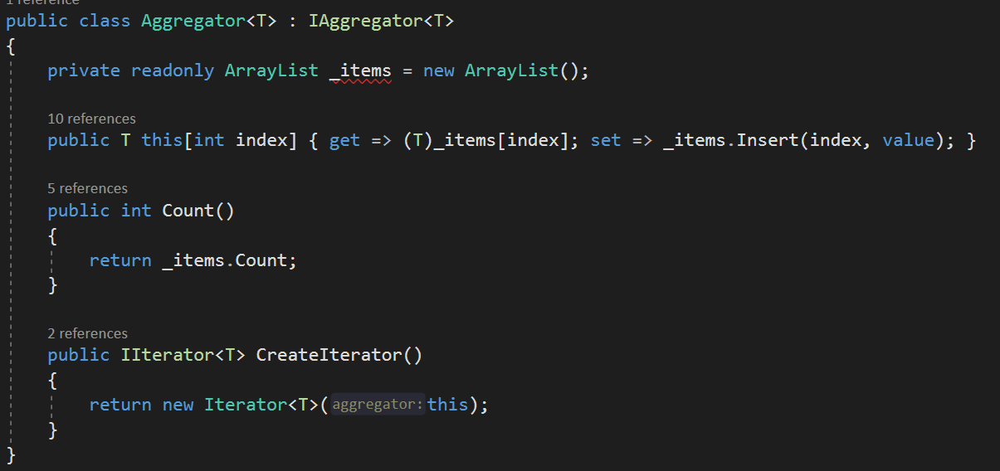 1 reference
public class Aggregator<T> : IAggregator<T>
{
private readonly ArrayList _items = new ArrayList();
10 references
public T this[int index] { get => (T)_items[index]; set => _items.Insert(index, value); }
5 references
public int Count()
{
return _items.Count;
}
2 references
public IIterator<T> CreateIterator()
{
return new Iterator<T>(aggregator:this);
}
}